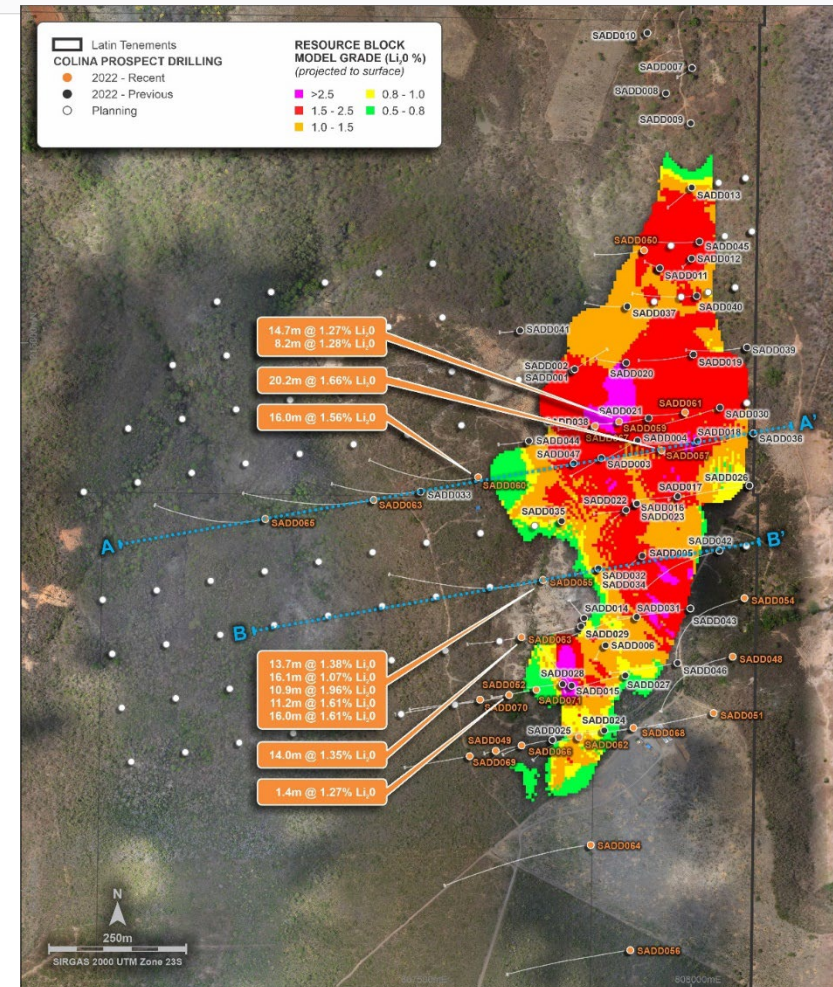 Latin Tenements
COLINA PROSPECT DRILLING
2022 - Recent
2022 - Previous
Planning
RESOURCE BLOCK
MODEL GRADE (Li₂0 %)
(projected to surface)
>2.5
1.5 - 2.5
1.0 - 1.5
0.8 - 1.0
0.5 - 0.8
SADD010
SADD007
SADD008
SADD009
SADD013
SADD050
SADD045
SADD012
SADD011
SADD040
SADD037
14.7m @ 1.27% Li₂0
8.2m @ 1.28% Li₂0
20.2m @ 1.66% Li₂0
16.0m @ 1.56% Li₂0
SADD041
SADD039
SADD002
SADD001
SADD019
SADD020
SADD061
SADD021
SADD030
SADD038
SADD059
A'
SADD004
SADD018
SADD036
SADD044
SADD057
SADD047
SADD003
SADD026
SADD060
SADD017
SADD033
SADD063
SADD022
SADD016
SADD023
SADD035
SADD065
A
B'
SADD042
SADD005
SADD032
SADD034
SADD055
SADD054
B
SADD014
SADD031
SADD043
SADD053
SADD029
SADD006
SADD048
SADD046
13.7m @ 1.38% Li₂0
16.1m @ 1.07% Li₂0
10.9m @ 1.96% Li₂0
11.2m @ 1.61% Li₂0
16.0m @ 1.61% Li₂0
14.0m @ 1.35% Li₂0
1.4m @ 1.27% Li₂0
SADD052
SADD028
SADD027
SADD015
SADD071
SADD070
SADD051
SADD024
SADD068
SADD025
SADD062
SADD049
SADD066
SADD069
SADD064
N
250m
SIRGAS 2000 UTM Zone 23S
SADD056